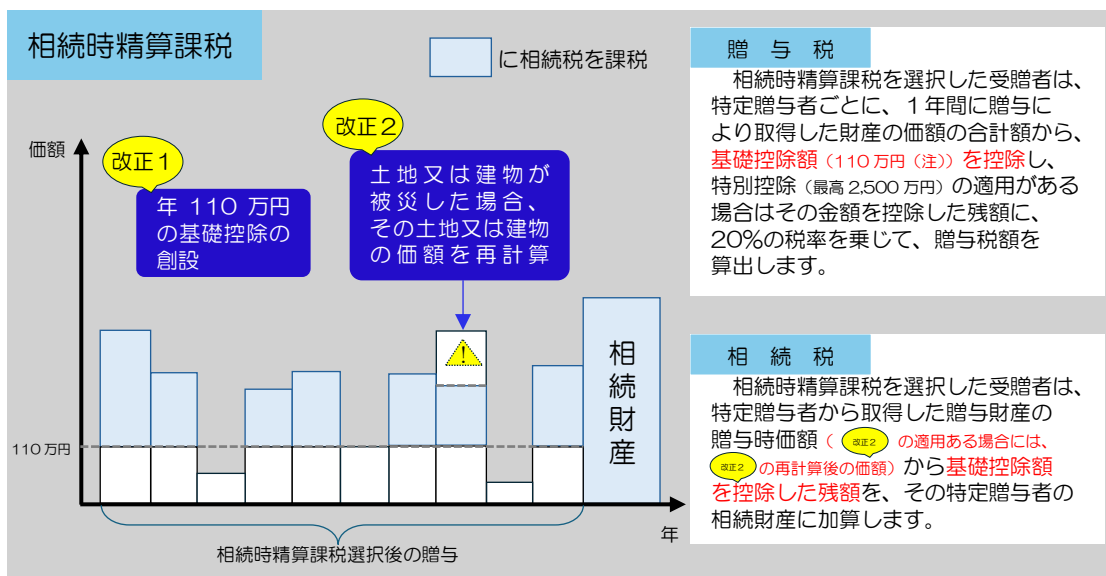 相続時精算課税
に相続税を課税
価額
改正1
年 110 万円
の基礎控除の
創設
改正2
土地又は建物が
被災した場合、
その土地又は建物
の価額を再計算
!
相続財産
110万円
年
相続時精算課税選択後の贈与
贈 与 税
相続時精算課税を選択した受贈者は、
特定贈与者ごとに、1年間に贈与に
より取得した財産の価額の合計額から、
基礎控除額(110万円(注))を控除し、
特別控除(最高 2,500 万円)の適用がある
場合はその金額を控除した残額に、
20%の税率を乗じて、贈与税額を
算出します。
相 続 税
相続時精算課税を選択した受贈者は、
特定贈与者から取得した贈与財産の
贈与時価額( 改正2 の適用ある場合には、
改正2 の再計算後の価額)から基礎控除額
を控除した残額を、その特定贈与者の
相続財産に加算します。